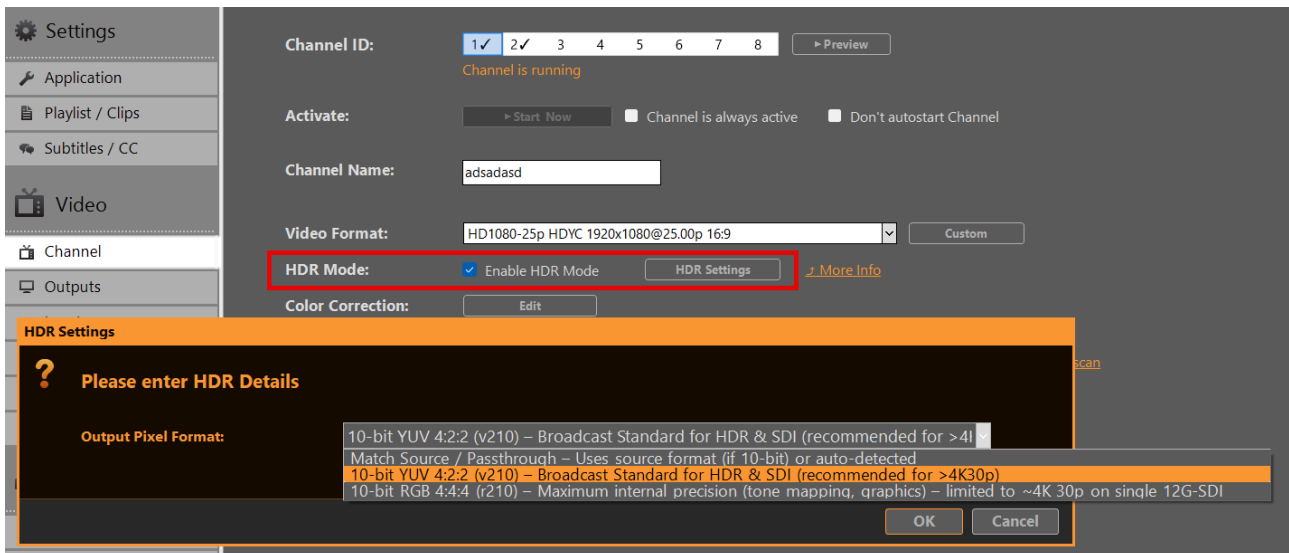 Settings
Application
Playlist / Clips
Subtitles / CC
Video
Channel
Outputs
Channel ID: 1✓ 2✓ 3 4 5 6 7 8 ▸Preview
Channel is running
Activate: ▸Start Now Channel is always active Don't autostart Channel
Channel Name: adsadasd
Video Format: HD1080-25p HDYC 1920x1080@25.00p 16:9 Custom
HDR Mode: Enable HDR Mode HDR Settings More Info
Color Correction: Edit
scan
HDR Settings
Please enter HDR Details
Output Pixel Format: 10-bit YUV 4:2:2 (v210) – Broadcast Standard for HDR & SDI (recommended for >4
Match Source / Passthrough – Uses source format (if 10-bit) or auto-detected
10-bit YUV 4:2:2 (v210) – Broadcast Standard for HDR & SDI (recommended for >4K30p)
10-bit RGB 4:4:4 (r210) – Maximum internal precision (tone mapping, graphics) – limited to ~4K 30p on single 12G-SDI
OK Cancel